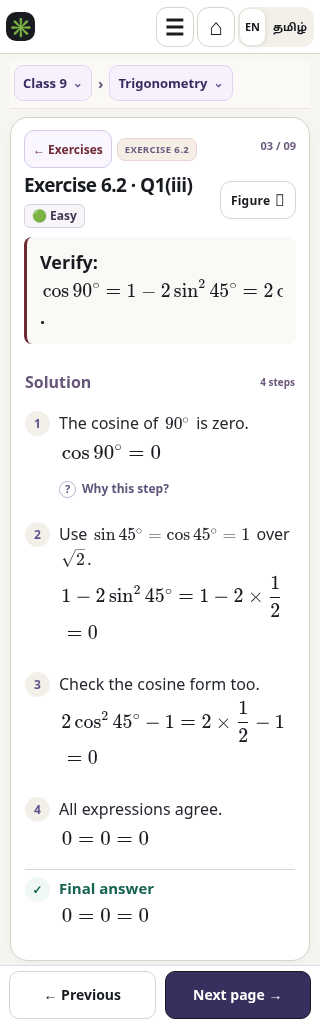 EN தமிழ்
Class 9 › Trigonometry
← Exercises EXERCISE 6.2 03 / 09
Exercise 6.2 · Q1(iii)
Figure
Easy
Verify:
cos 90° = 1 − 2 sin² 45° = 2
.
Solution 4 steps
1 The cosine of 90° is zero.
cos 90° = 0
? Why this step?
2 Use sin 45° = cos 45° = 1 over
√2.
1 − 2 sin² 45° = 1 − 2 × 1/2
= 0
3 Check the cosine form too.
2 cos² 45° − 1 = 2 × 1/2 − 1
= 0
4 All expressions agree.
0 = 0 = 0
✓ Final answer
0 = 0 = 0
← Previous Next page →